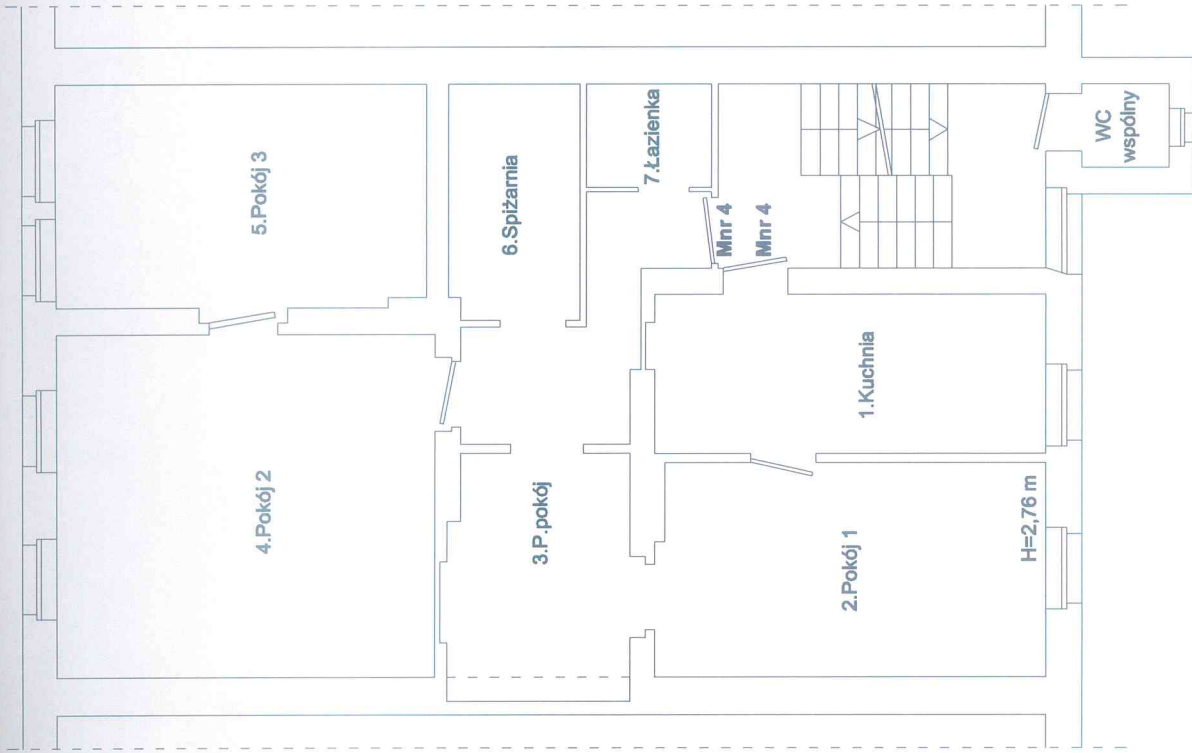 5.Pokój 3
6.Spiżarnia
7.Łazienka
WC
wspólny
Mnr 4
Mnr 4
4.Pokój 2
3.P.pokój
1.Kuchnia
2.Pokój 1
H=2,76 m